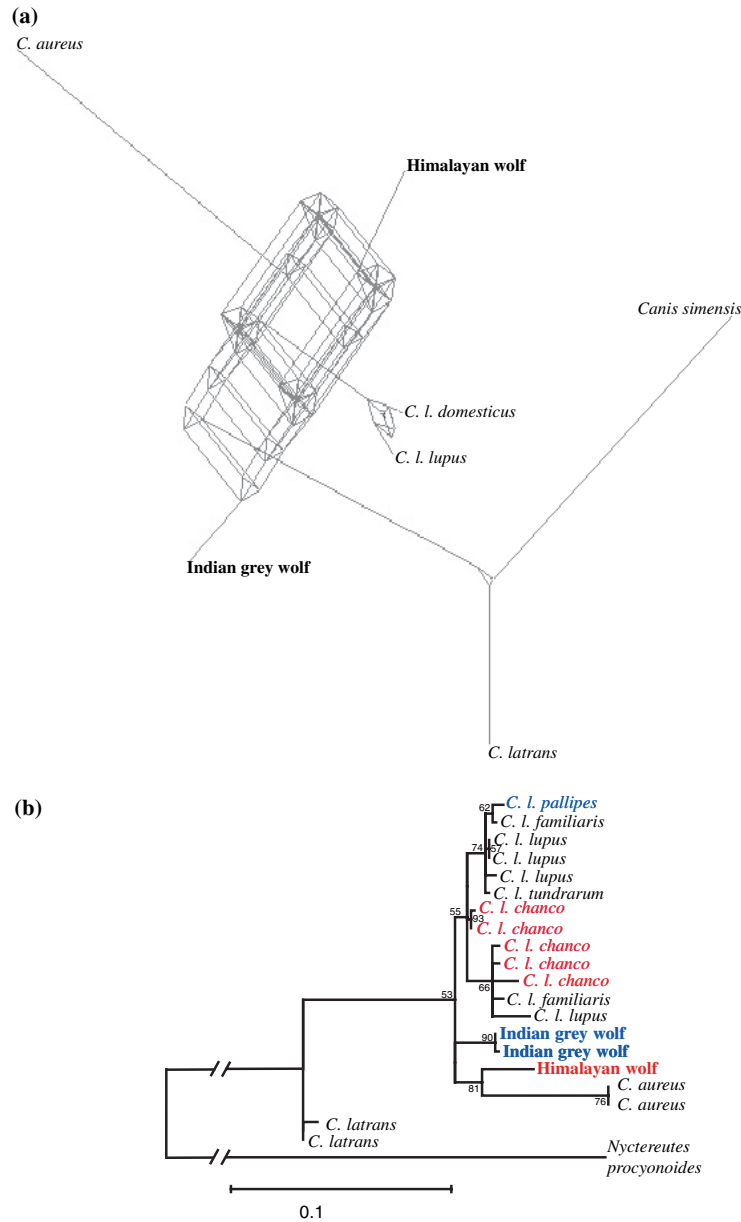 (a)
C. aureus
Himalayan wolf
Canis simensis
C. l. domesticus
C. l. lupus
Indian grey wolf
C. latrans
(b)
62
C. l. pallipes
C. l. familiaris
74
57
C. l. lupus
C. l. lupus
C. l. lupus
C. l. tundrarum
55
93
C. l. chanco
C. l. chanco
C. l. chanco
C. l. chanco
66
C. l. chanco
C. l. familiaris
C. l. lupus
53
90
Indian grey wolf
Indian grey wolf
81
Himalayan wolf
76
C. aureus
C. aureus
C. latrans
C. latrans
Nyctereutes
procyonoides
0.1